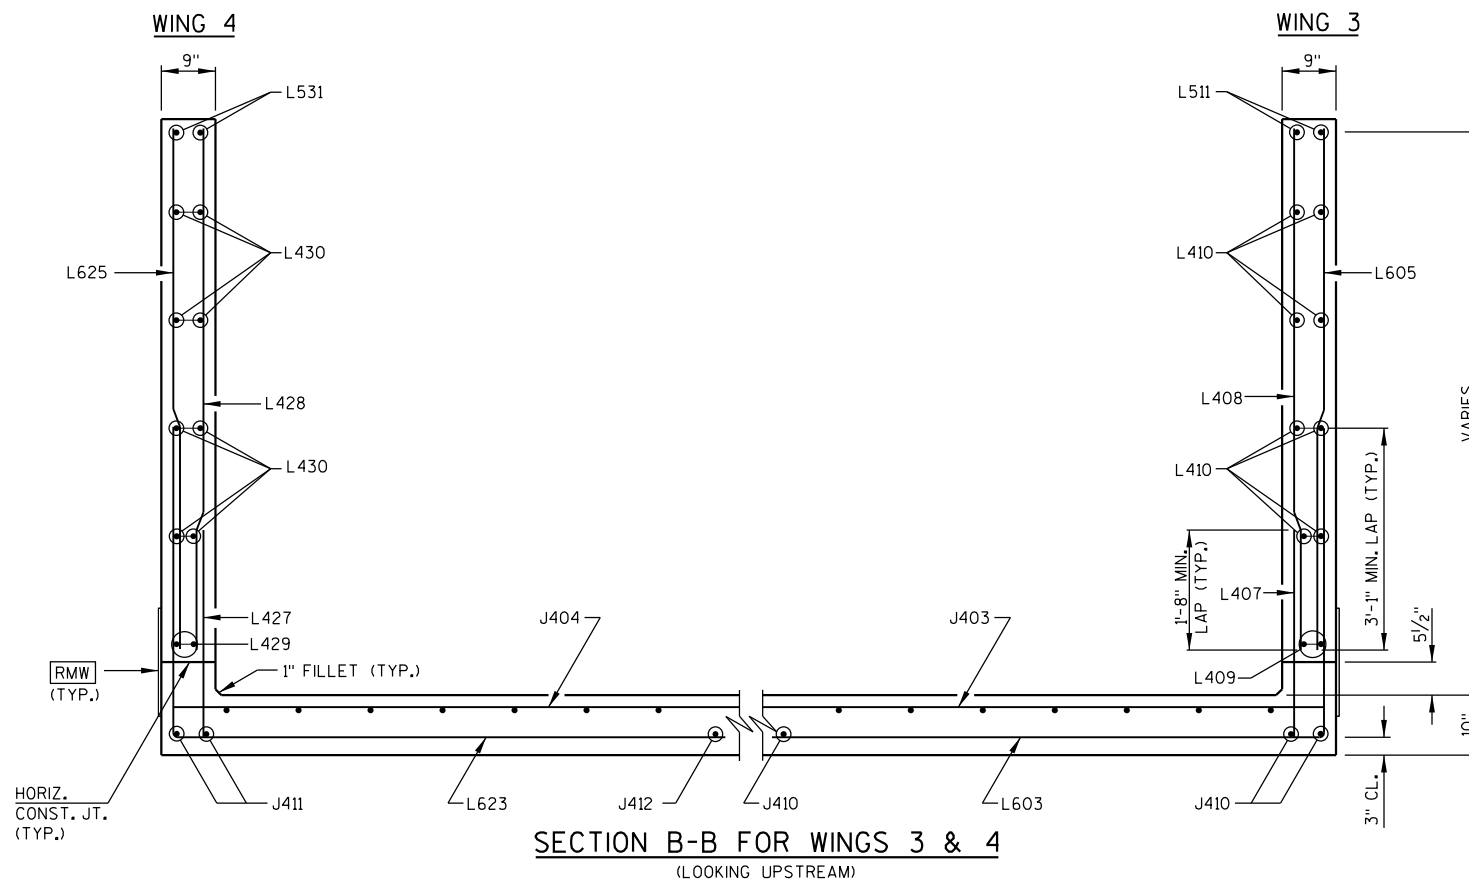 WING 4
WING 3
9"
9"
L531
L511
L430
L410
L625
L605
L428
L408
VARIES
L430
L410
3'-1" MIN. LAP (TYP.)
1'-8" MIN.
LAP (TYP.)
L427
L407
J404
J403
L429
5 1/2"
RMW
(TYP.)
1" FILLET (TYP.)
L409
10"
HORIZ.
CONST. JT.
(TYP.)
J411
L623
J412
J410
L603
J410
3" CL.
SECTION B-B FOR WINGS 3 & 4
(LOOKING UPSTREAM)